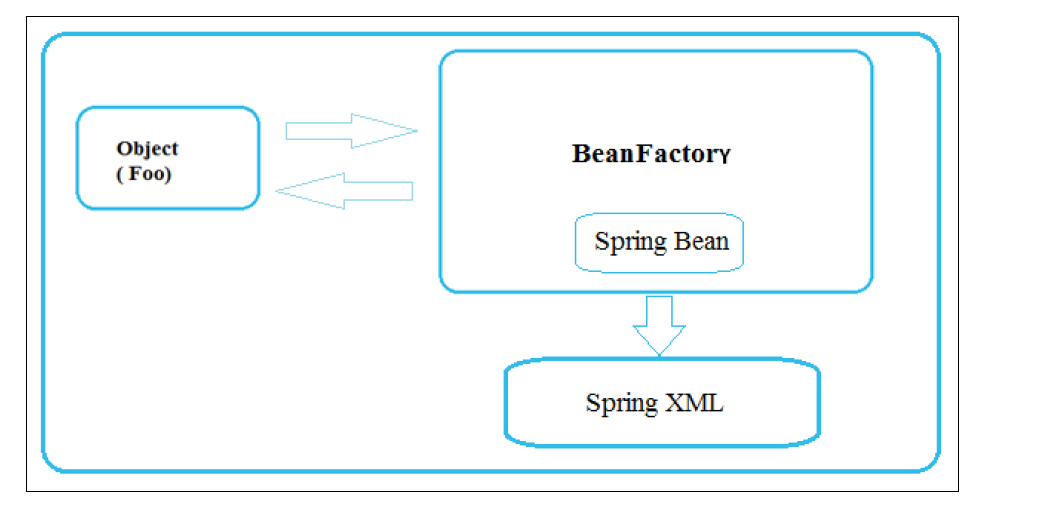 Object
( Foo)
BeanFactory
Spring Bean
Spring XML